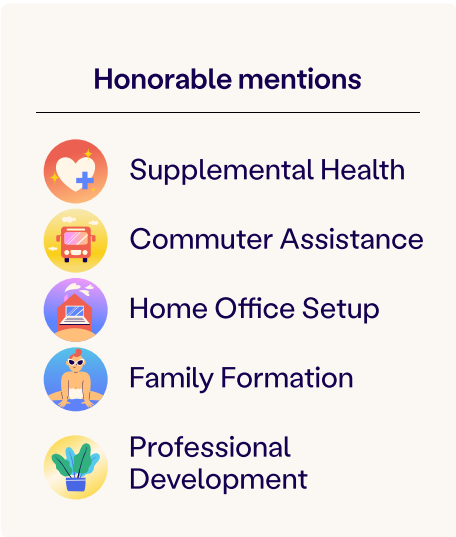 Honorable mentions
Supplemental Health
Commuter Assistance
Home Office Setup
Family Formation
Professional
Development